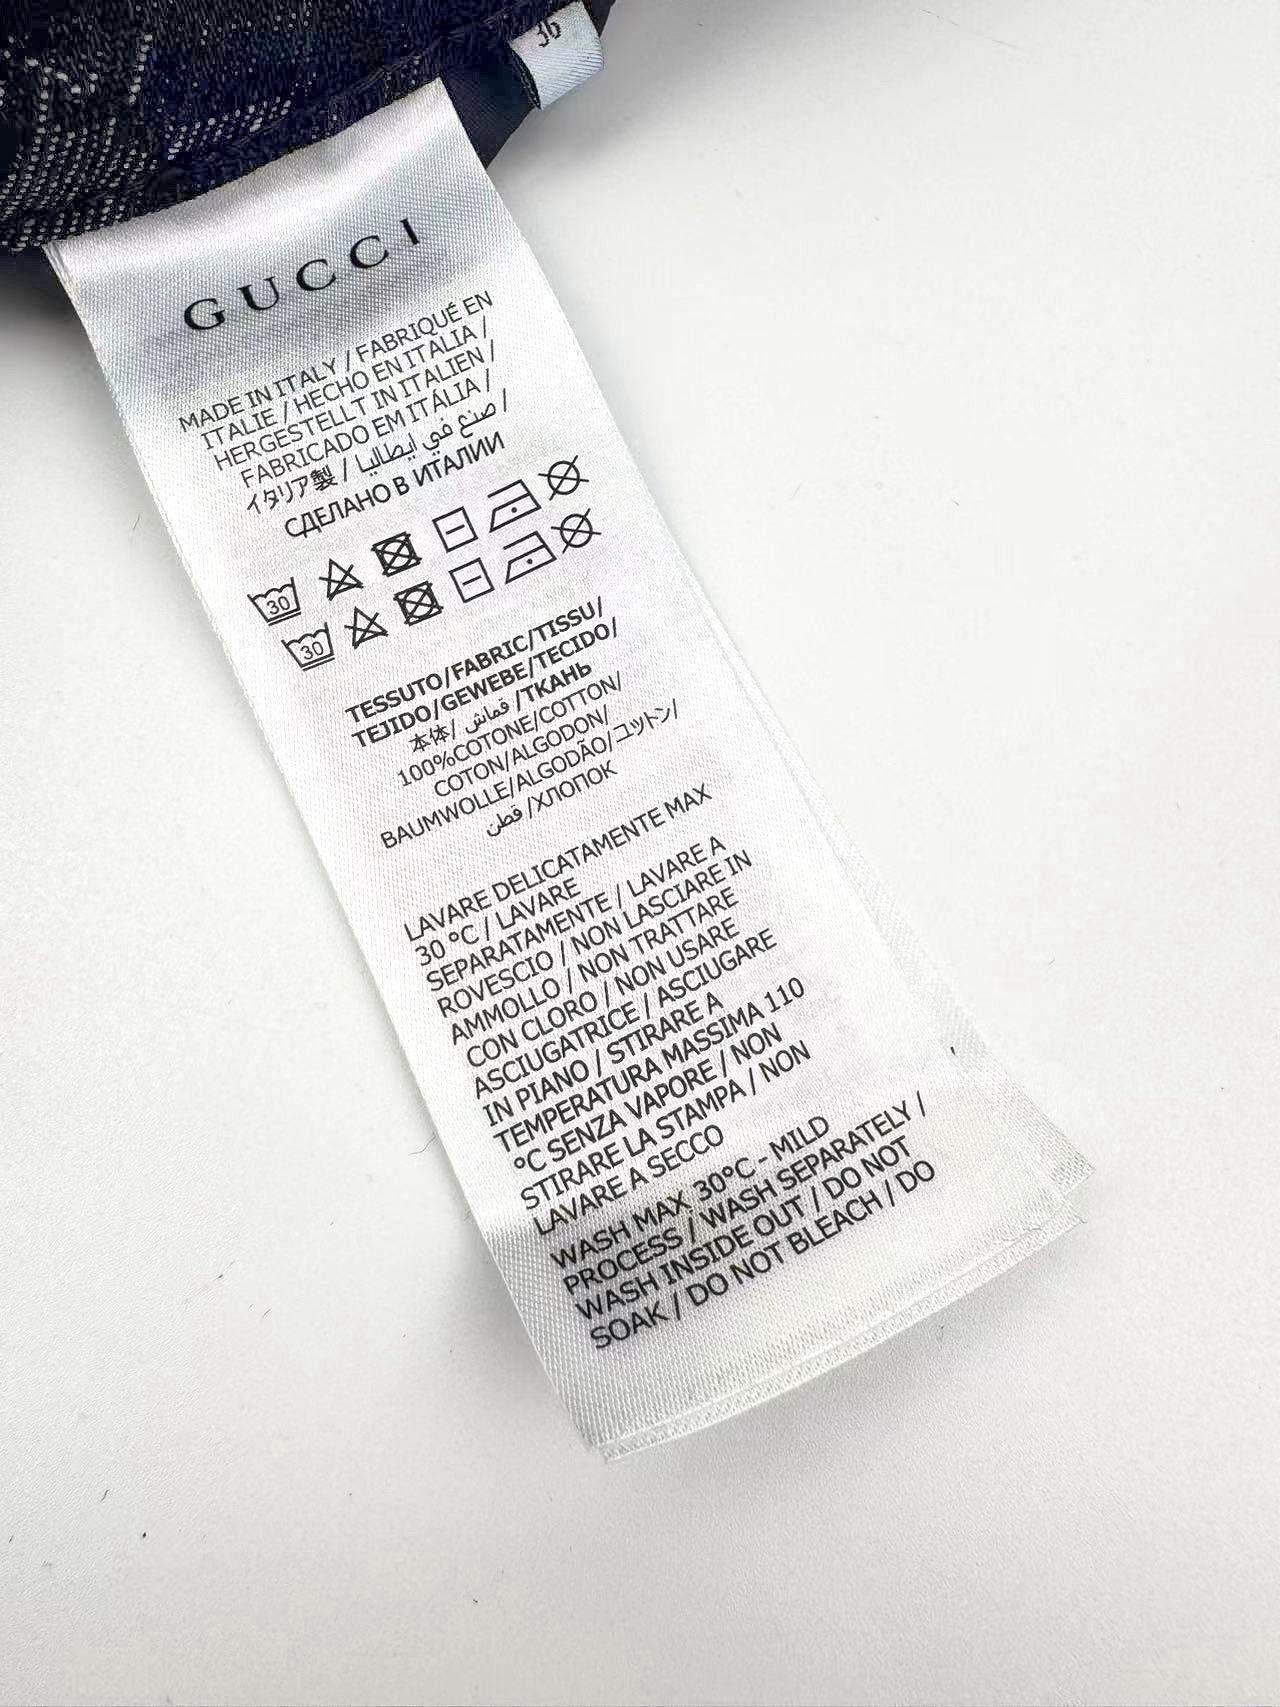 36
GUCCI
MADE IN ITALY / FABRIQUÉ EN
ITALIE / HECHO EN ITALIA /
HERGESTELLT IN ITALIEN /
FABRICADO EM ITÁLIA /
イタリア製 / صنع في ايطاليا /
СДЕЛАНО В ИТАЛИИ
30
30
TESSUTO/FABRIC/TISSU/
TEJIDO/GEWEBE/TECIDO/
本体/ قماش /ТКАНЬ
100%COTONE/COTTON/
COTON/ALGODON/
BAUMWOLLE/ALGODÃO/コットン/
قطن /ХЛОПОК
LAVARE DELICATAMENTE MAX
30 °C / LAVARE
SEPARATAMENTE / LAVARE A
ROVESCIO / NON LASCIARE IN
AMMOLLO / NON TRATTARE
CON CLORO / NON USARE
ASCIUGATRICE / ASCIUGARE
IN PIANO / STIRARE A
TEMPERATURA MASSIMA 110
°C SENZA VAPORE / NON
STIRARE LA STAMPA / NON
LAVARE A SECCO
WASH MAX 30°C - MILD
PROCESS / WASH SEPARATELY /
WASH INSIDE OUT / DO NOT
SOAK / DO NOT BLEACH / DO